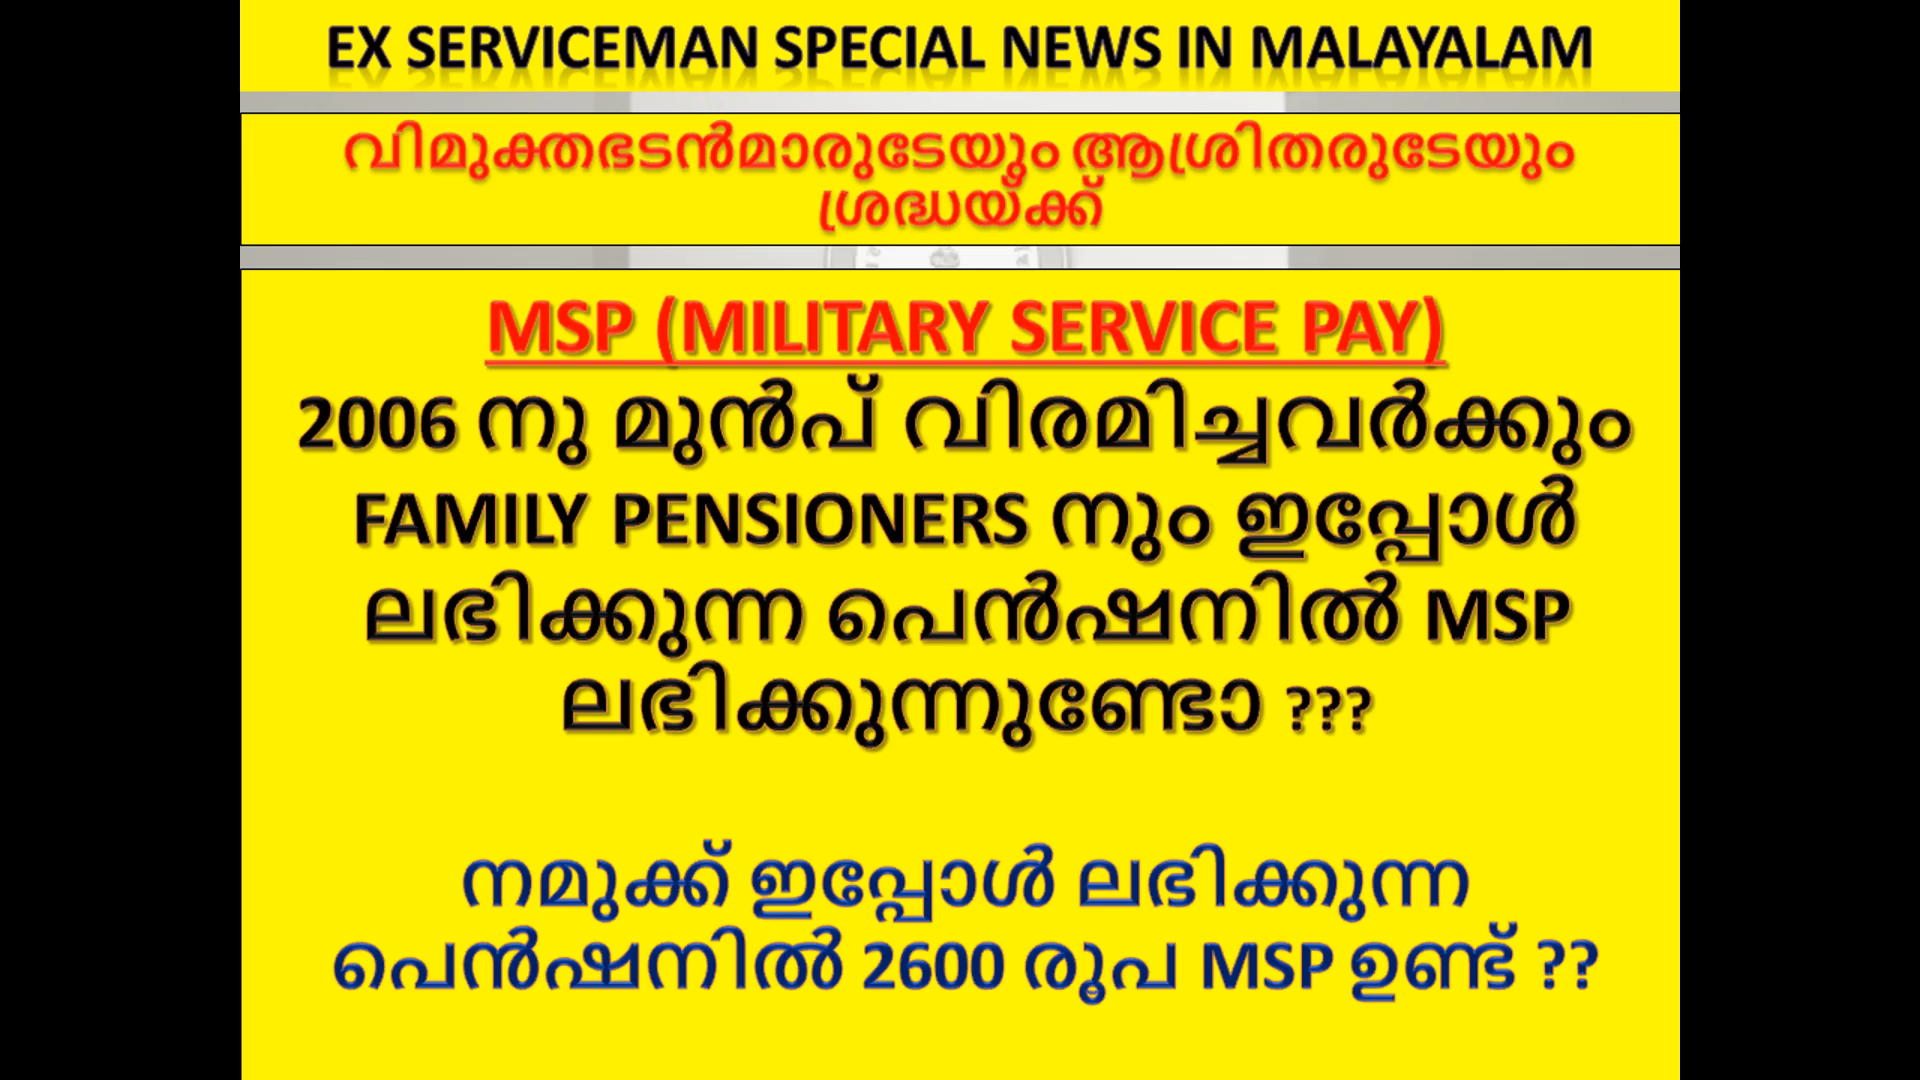 EX SERVICEMAN SPECIAL NEWS IN MALAYALAM
വിമുക്തഭടൻമാരുടേയും ആശ്രിതരുടേയും
ശ്രദ്ധയ്ക്ക്
MSP (MILITARY SERVICE PAY)
2006 നു മുൻപ് വിരമിച്ചവർക്കും
FAMILY PENSIONERS നും ഇപ്പോൾ
ലഭിക്കുന്ന പെൻഷനിൽ MSP
ലഭിക്കുന്നുണ്ടോ ???
നമുക്ക് ഇപ്പോൾ ലഭിക്കുന്ന
പെൻഷനിൽ 2600 രൂപ MSP ഉണ്ട് ??